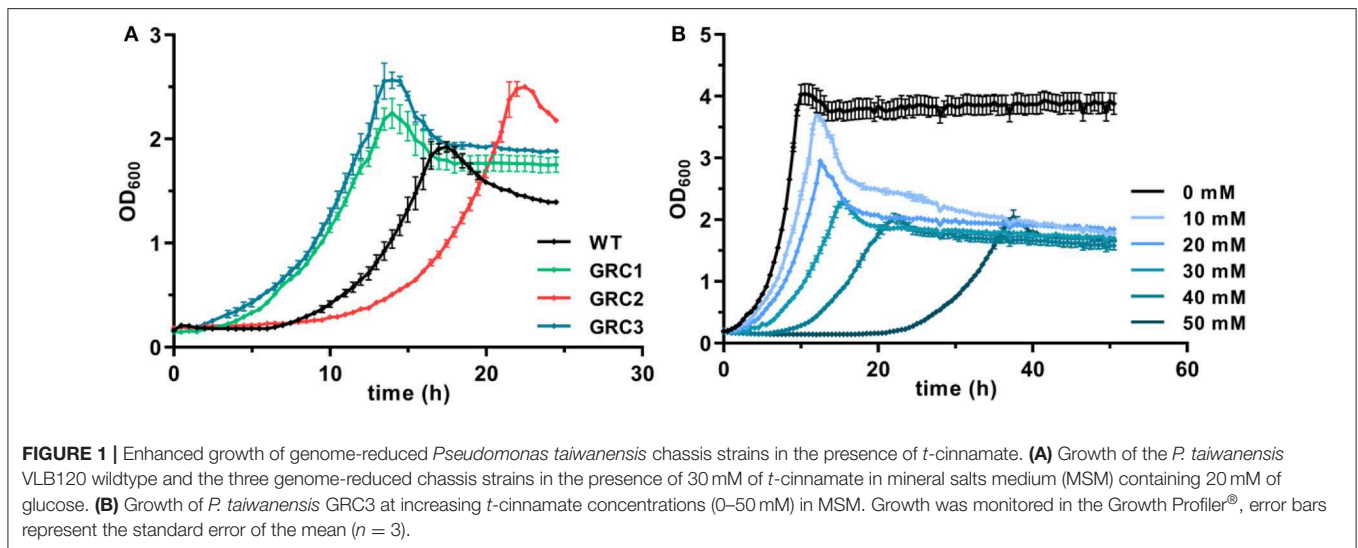 A
3
2
1
0
OD600
0
10
20
30
time (h)
WT
GRC1
GRC2
GRC3
B
5
4
3
2
1
0
OD600
0
20
40
60
time (h)
0 mM
10 mM
20 mM
30 mM
40 mM
50 mM
FIGURE 1 | Enhanced growth of genome-reduced Pseudomonas taiwanensis chassis strains in the presence of t-cinnamate. (A) Growth of the P. taiwanensis
VLB120 wildtype and the three genome-reduced chassis strains in the presence of 30 mM of t-cinnamate in mineral salts medium (MSM) containing 20 mM of
glucose. (B) Growth of P. taiwanensis GRC3 at increasing t-cinnamate concentrations (0–50 mM) in MSM. Growth was monitored in the Growth Profiler®, error bars
represent the standard error of the mean (n = 3).